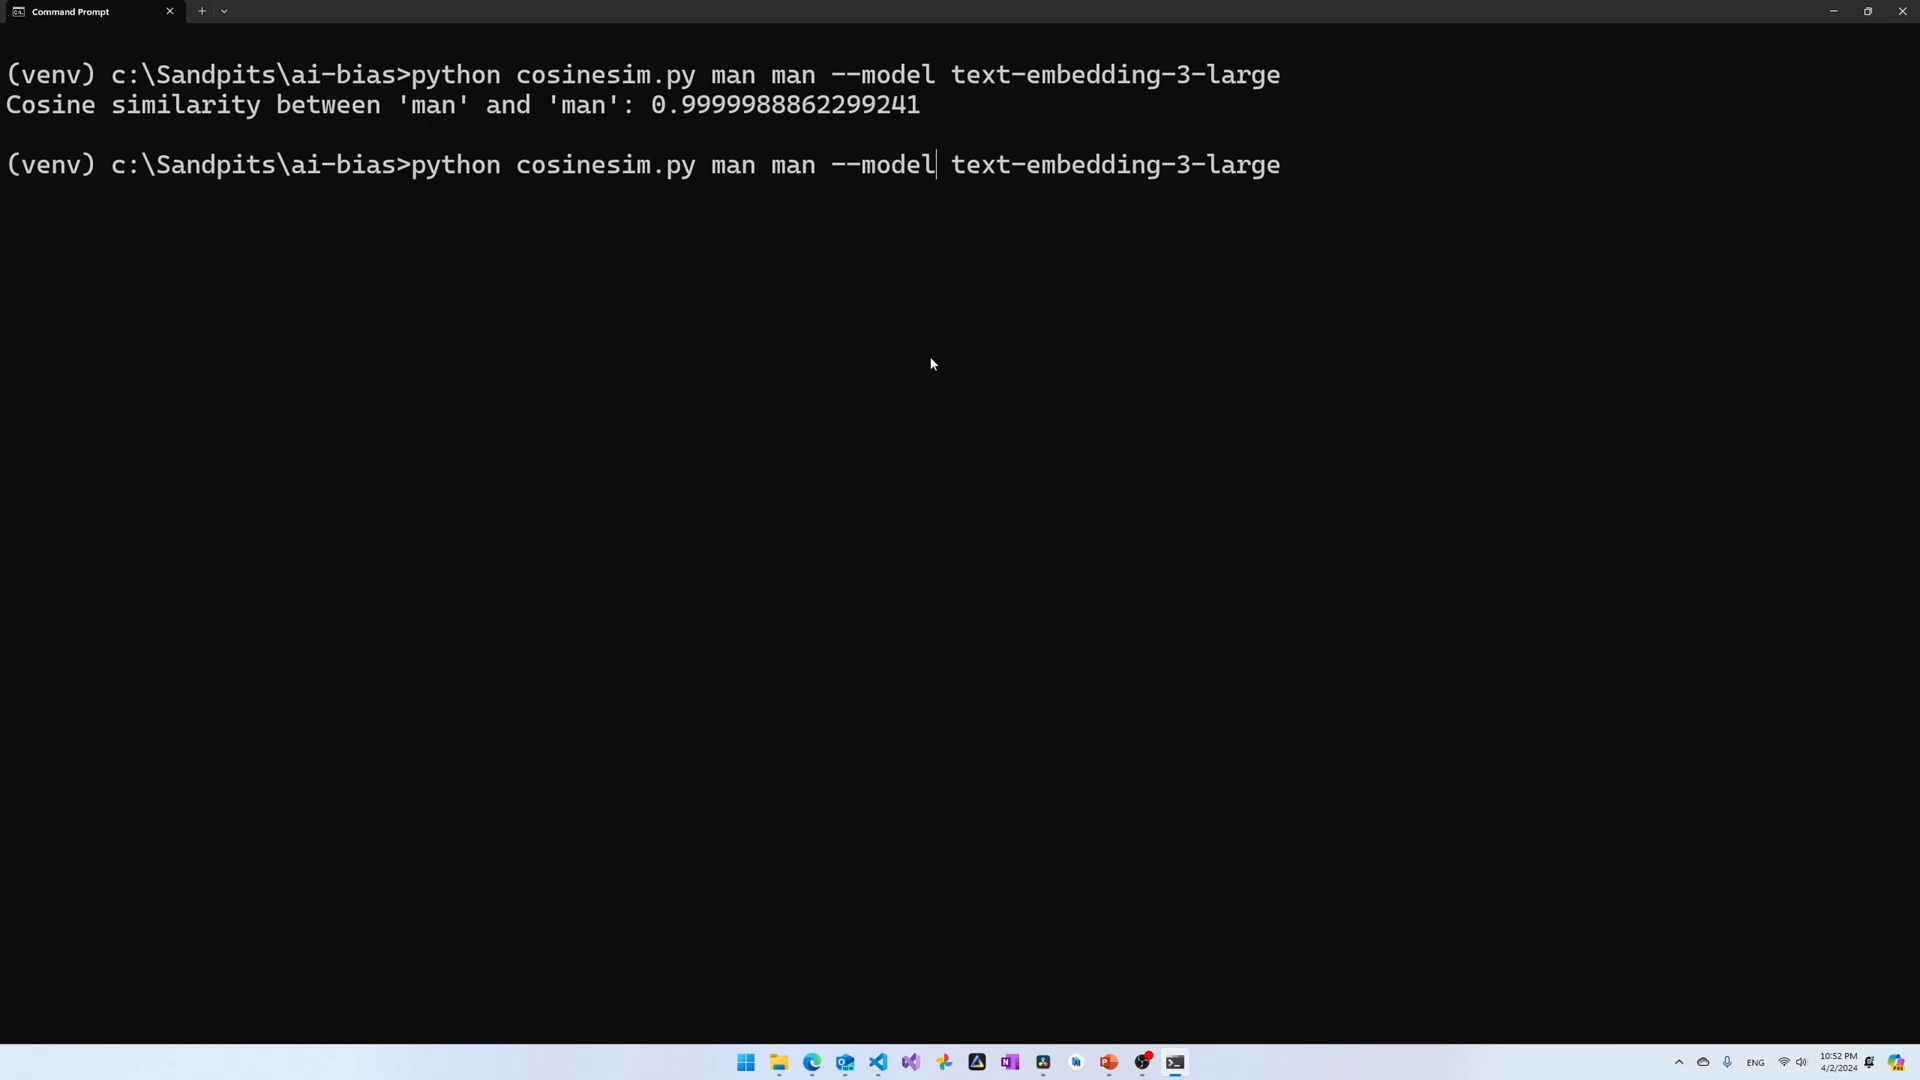 Command Prompt
(venv) c:\Sandpits\ai-bias>python cosinesim.py man man --model text-embedding-3-large
Cosine similarity between 'man' and 'man': 0.9999988862299241
(venv) c:\Sandpits\ai-bias>python cosinesim.py man man --model text-embedding-3-large
ENG
10:52 PM
4/2/2024